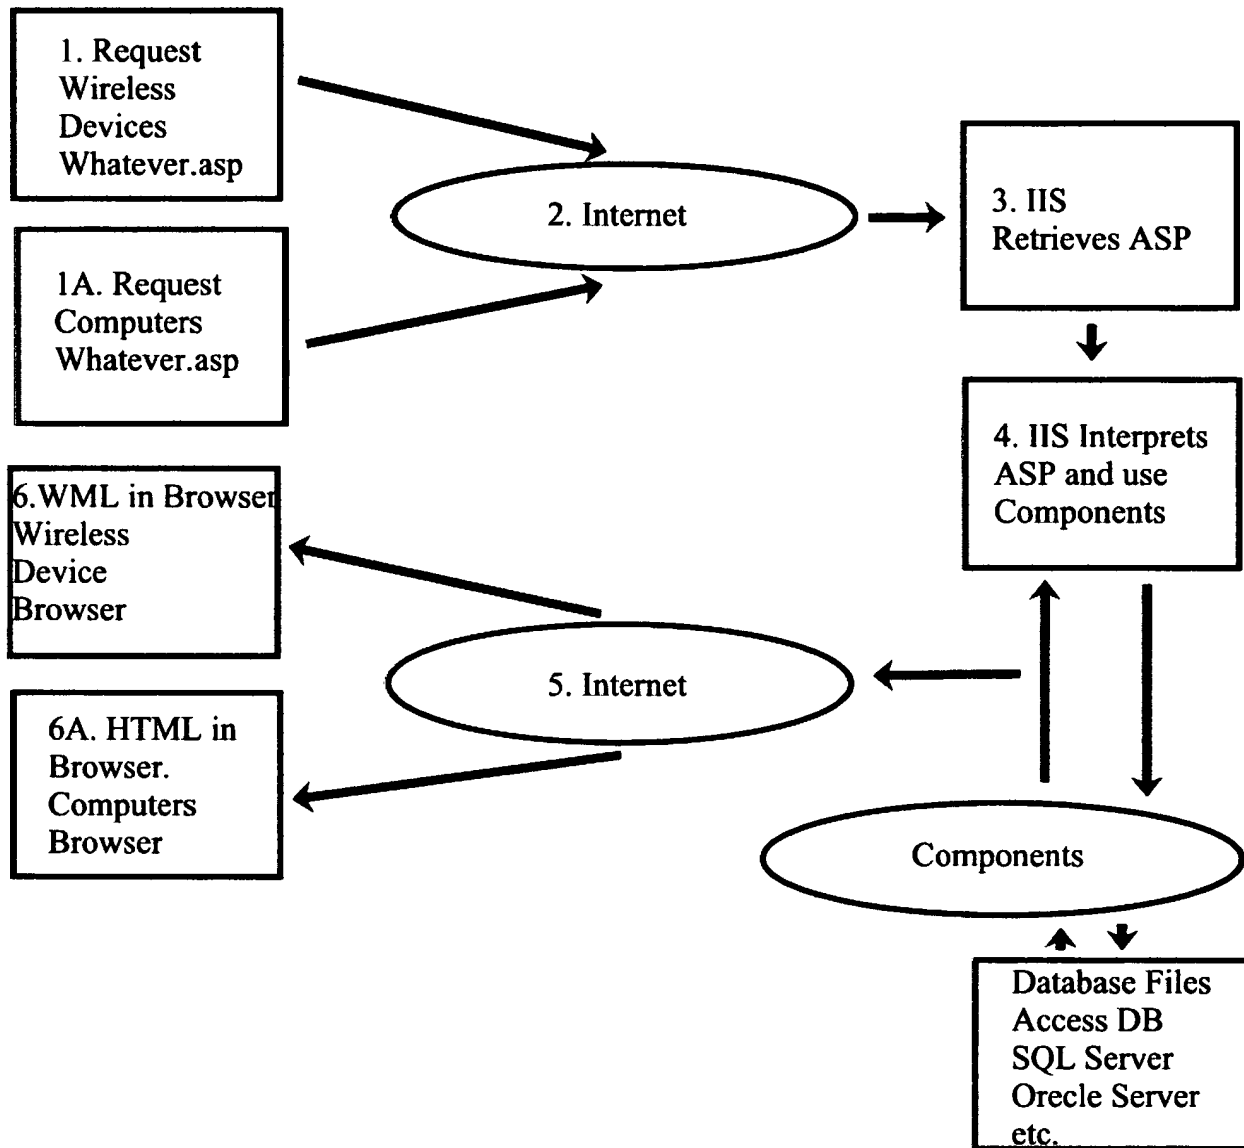 1. Request
Wireless
Devices
Whatever.asp
1A. Request
Computers
Whatever.asp
2. Internet
3. IIS
Retrieves ASP
4. IIS Interprets
ASP and use
Components
6.WML in Browser
Wireless
Device
Browser
5. Internet
6A. HTML in
Browser.
Computers
Browser
Components
Database Files
Access DB
SQL Server
Orecle Server
etc.